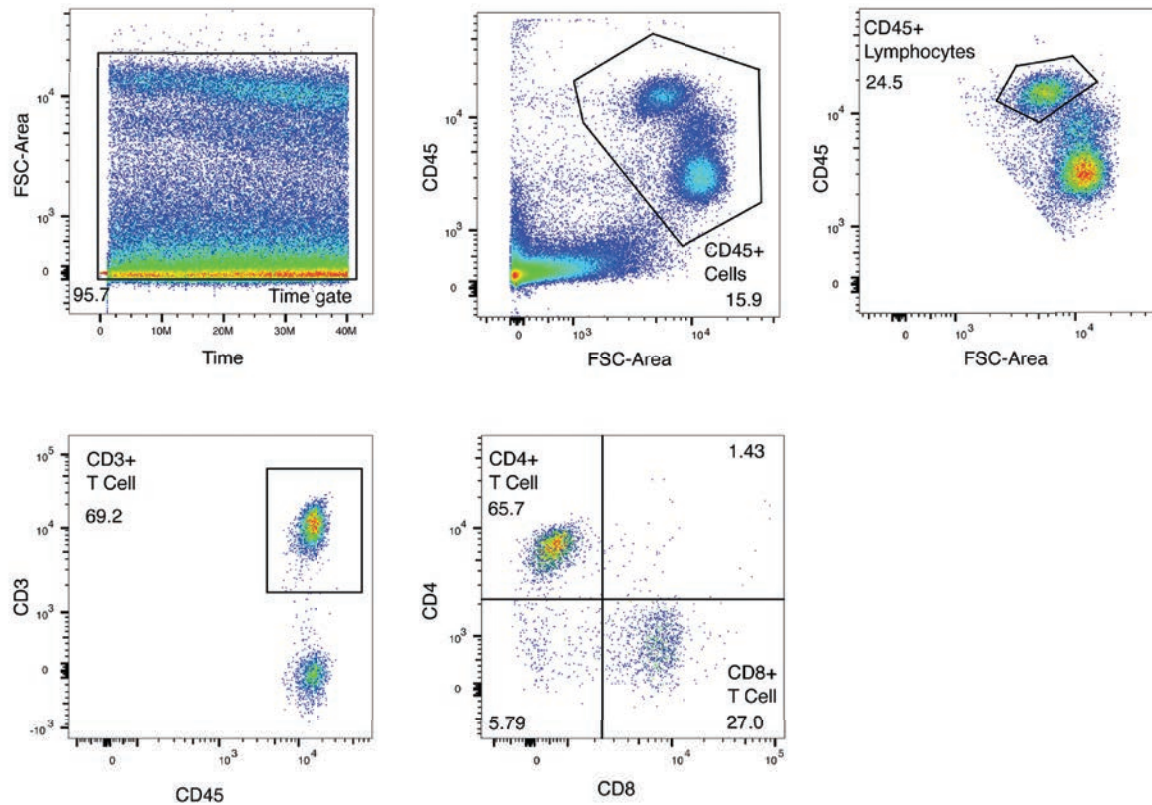 FSC-Area
10⁴
10³
0
95.7
Time gate
0
10M
20M
30M
40M
Time
CD45
10⁴
10³
0
CD45+
Cells
15.9
0
10³
10⁴
FSC-Area
CD45+
Lymphocytes
24.5
CD45
10⁴
10³
0
0
10³
10⁴
FSC-Area
CD3+
T Cell
69.2
CD3
10⁵
10⁴
10³
0
-10³
0
10³
10⁴
CD45
CD4+
T Cell
65.7
1.43
CD4
10⁴
10³
0
5.79
CD8+
T Cell
27.0
0
10⁴
10⁵
CD8